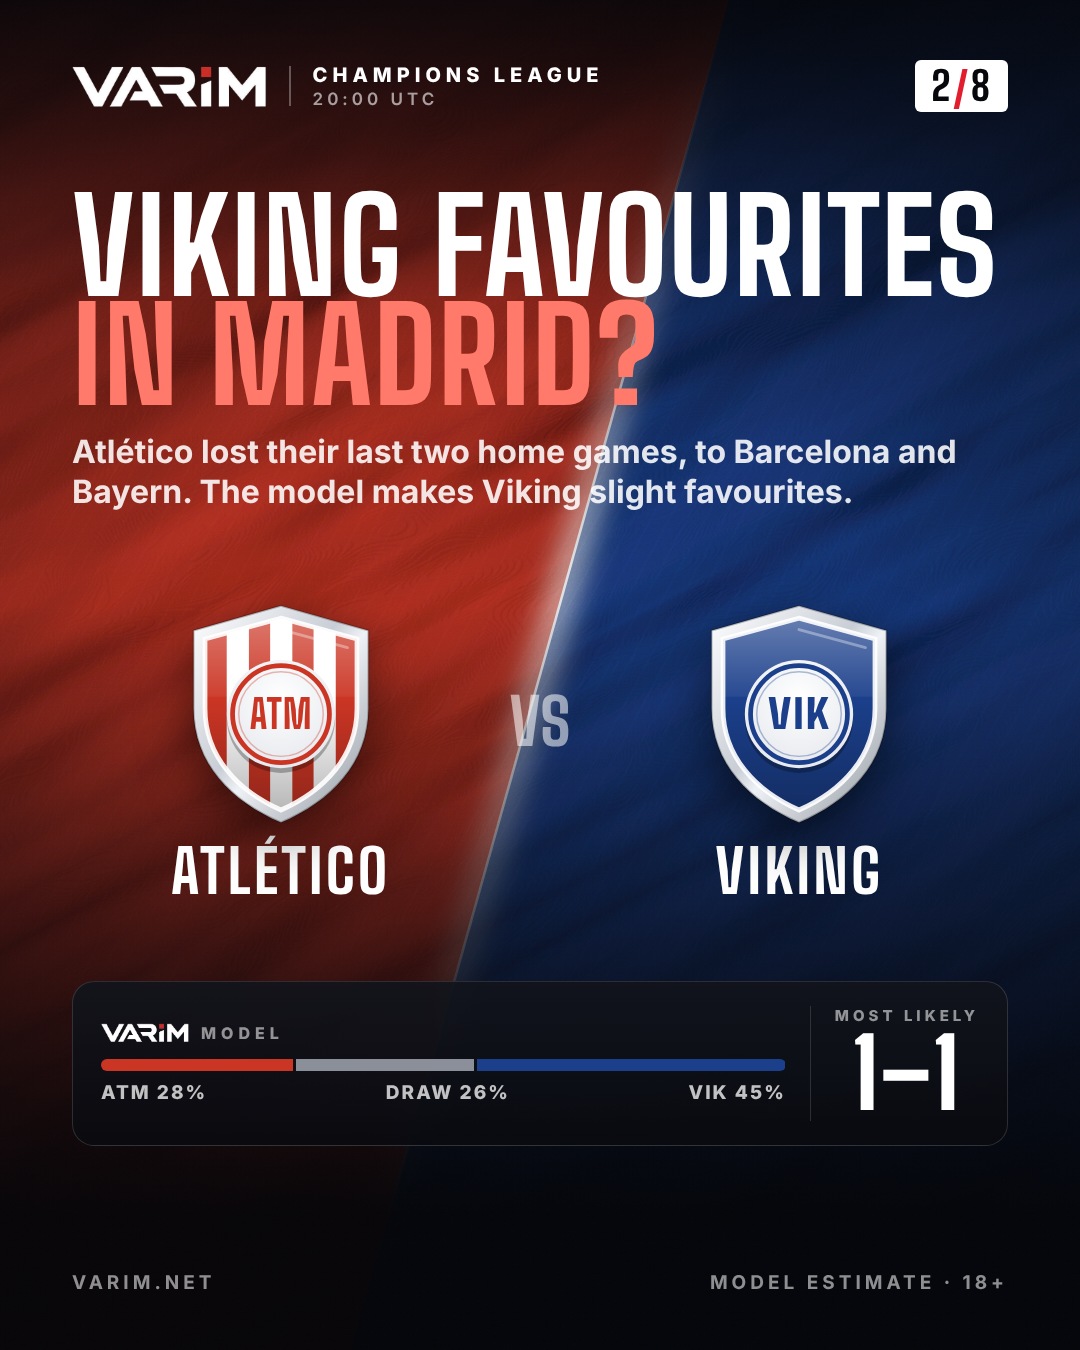 VARiM
CHAMPIONS LEAGUE
20:00 UTC
2/8
VIKING FAVOURITES
IN MADRID?
Atlético lost their last two home games, to Barcelona and
Bayern. The model makes Viking slight favourites.
ATM
VS
VIK
ATLÉTICO
VIKING
VARiM MODEL
ATM 28%
DRAW 26%
VIK 45%
MOST LIKELY
1–1
VARIM.NET
MODEL ESTIMATE · 18+